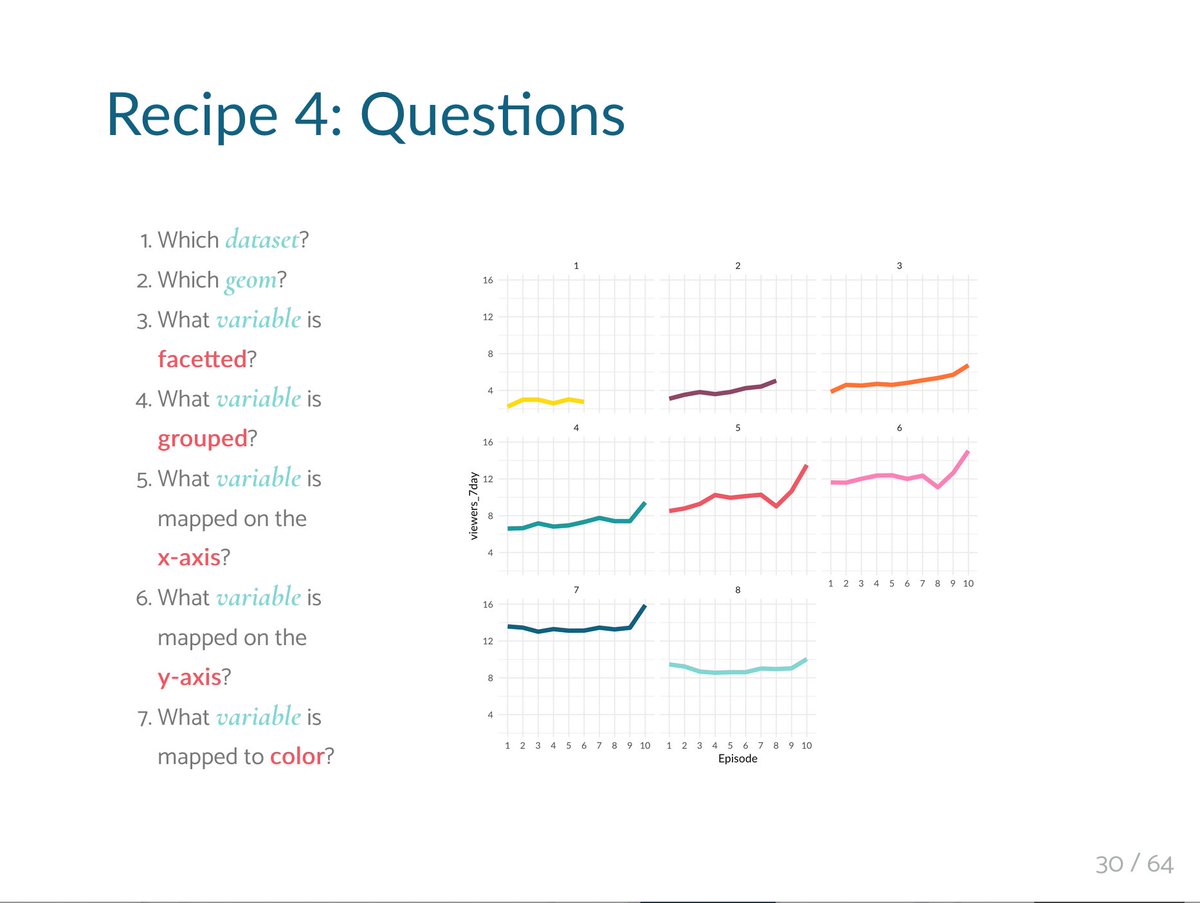 Recipe 4: Questions
1. Which dataset?
2. Which geom?
3. What variable is
facetted?
4. What variable is
grouped?
5. What variable is
mapped on the
x-axis?
6. What variable is
mapped on the
y-axis?
7. What variable is
mapped to color?
1 2 3
16
12
8
4
4 5 6
16
12
8
4
viewers_7day
1 2 3 4 5 6 7 8 9 10
7 8
16
12
8
4
1 2 3 4 5 6 7 8 9 10 1 2 3 4 5 6 7 8 9 10
Episode
30 / 64